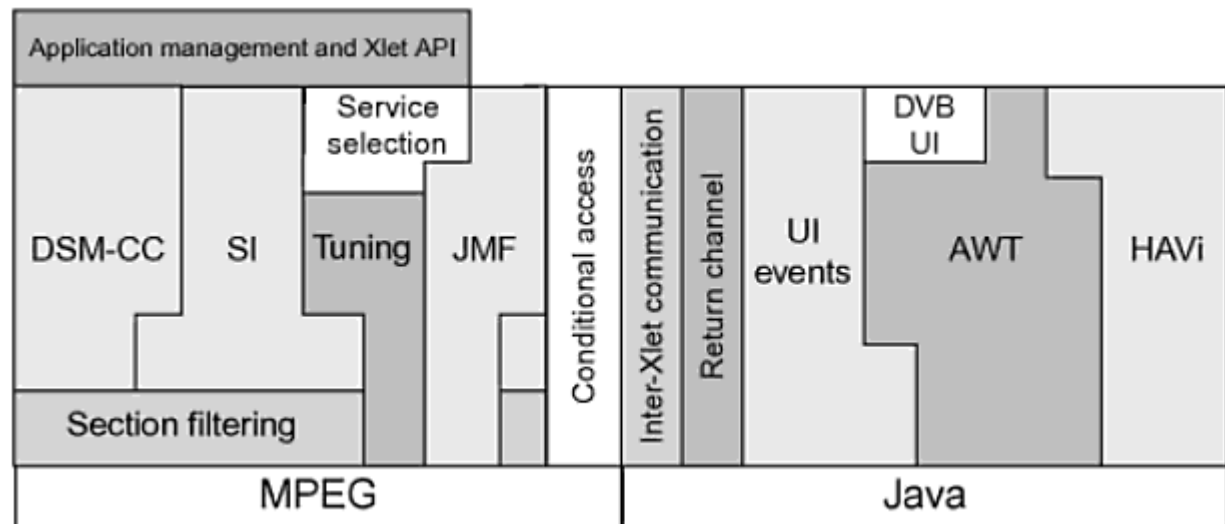 Application management and Xlet API
Service
selection
DVB
UI
DSM-CC
SI
Tuning
JMF
Conditional access
Inter-Xlet communication
Return channel
UI
events
AWT
HAVi
Section filtering
MPEG
Java